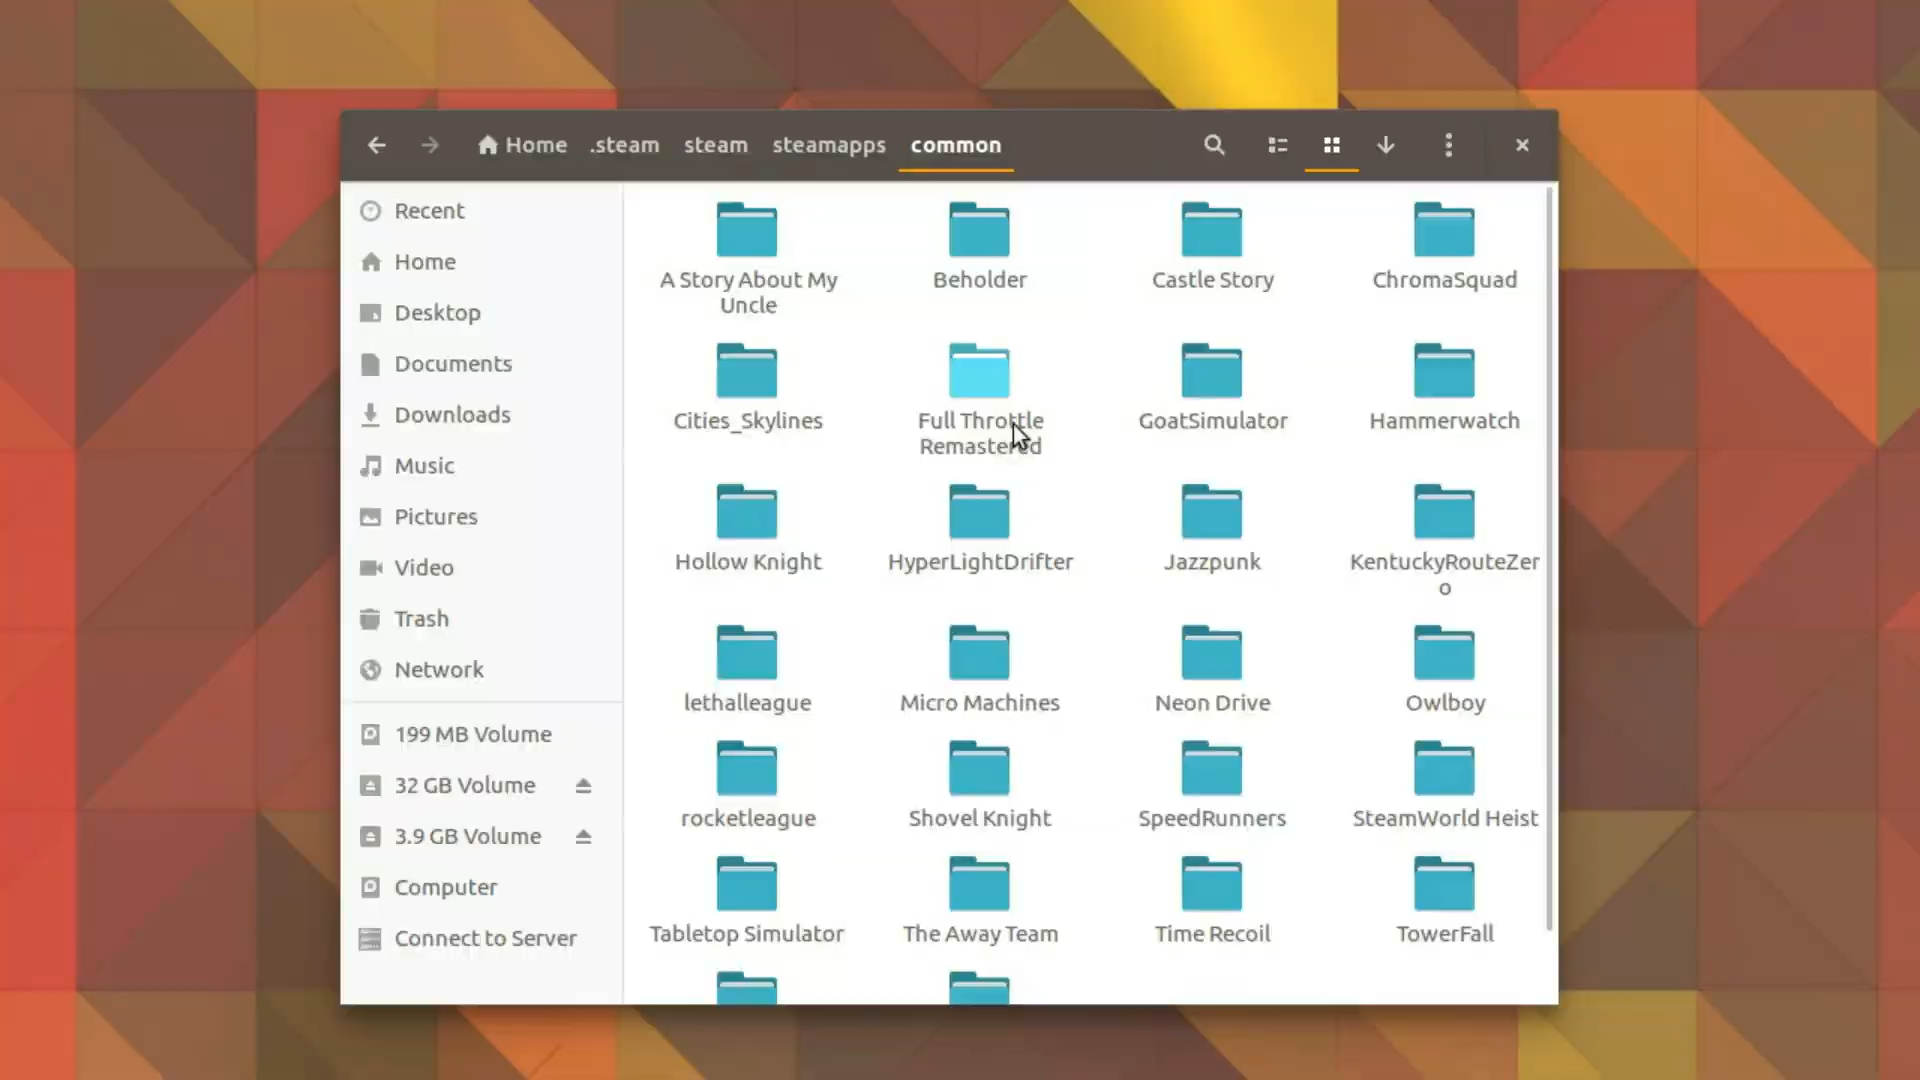 Home .steam steam steamapps common
Recent
Home
Desktop
Documents
Downloads
Music
Pictures
Video
Trash
Network
199 MB Volume
32 GB Volume
3.9 GB Volume
Computer
Connect to Server
A Story About My
Uncle
Beholder
Castle Story
ChromaSquad
Cities_Skylines
Full Throttle
Remastered
GoatSimulator
Hammerwatch
Hollow Knight
HyperLightDrifter
Jazzpunk
KentuckyRouteZer
o
lethalleague
Micro Machines
Neon Drive
Owlboy
rocketleague
Shovel Knight
SpeedRunners
SteamWorld Heist
Tabletop Simulator
The Away Team
Time Recoil
TowerFall